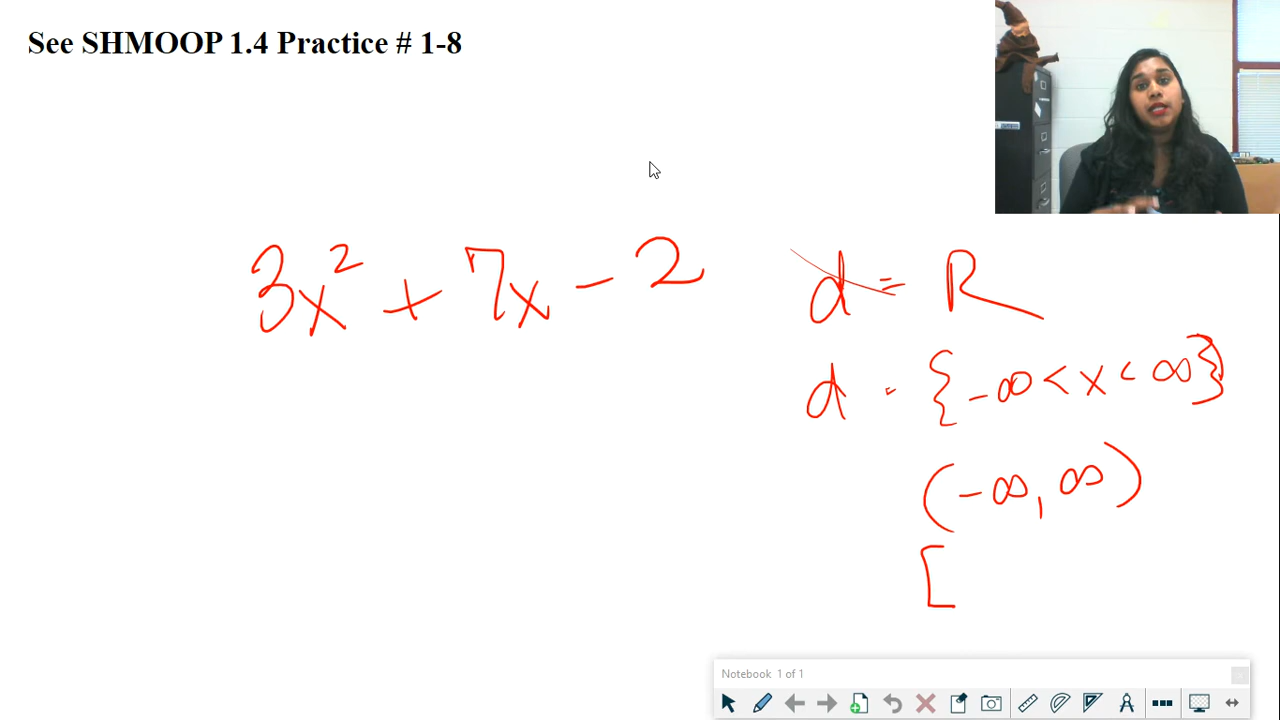 See SHMOOP 1.4 Practice # 1-8
3x² + 7x - 2
d = R
d = {-∞ < x < ∞}
(-∞, ∞)
[
Notebook 1 of 1